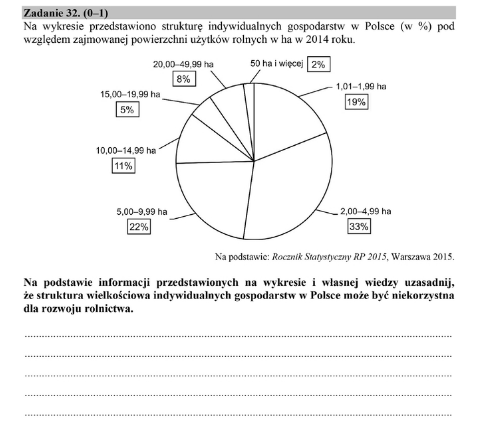 Zadanie 32. (0–1)
Na wykresie przedstawiono strukturę indywidualnych gospodarstw w Polsce (w %) pod
względem zajmowanej powierzchni użytków rolnych w ha w 2014 roku.
20,00–49,99 ha
8%
50 ha i więcej 2%
1,01–1,99 ha
19%
15,00–19,99 ha
5%
10,00–14,99 ha
11%
5,00–9,99 ha
22%
2,00–4,99 ha
33%
Na podstawie: Rocznik Statystyczny RP 2015, Warszawa 2015.
Na podstawie informacji przedstawionych na wykresie i własnej wiedzy uzasadnij,
że struktura wielkościowa indywidualnych gospodarstw w Polsce może być niekorzystna
dla rozwoju rolnictwa.